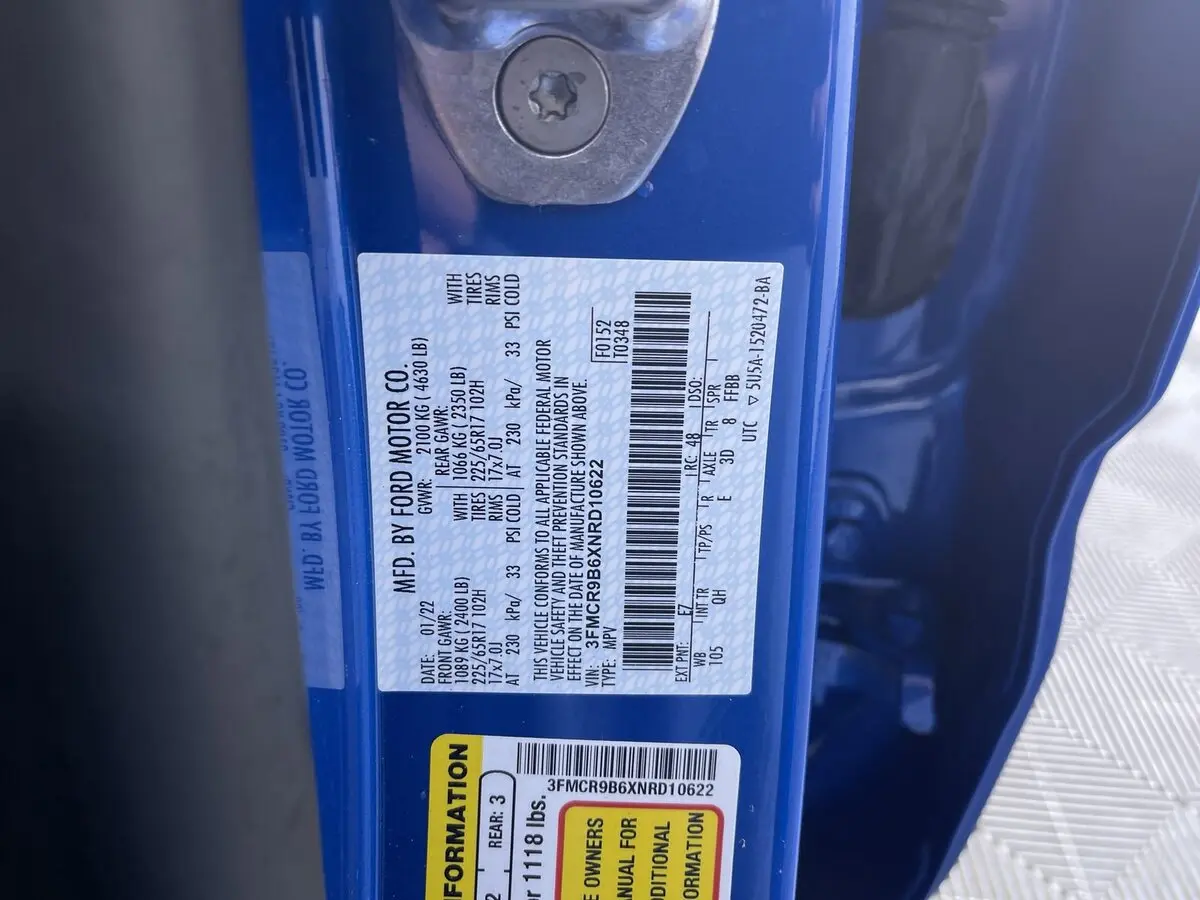 MFD. BY FORD MOTOR CO.
DATE: 01/22 GVWR: 2100 KG ( 4630 LB)
FRONT GAWR: REAR GAWR:
1089 KG ( 2400 LB) WITH 1066 KG ( 2350 LB) WITH
225/65R17 102H TIRES 225/65R17 102H TIRES
17x7.0J RIMS 17x7.0J RIMS
AT 230 kPa/ 33 PSI COLD AT 230 kPa/ 33 PSI COLD
THIS VEHICLE CONFORMS TO ALL APPLICABLE FEDERAL MOTOR
VEHICLE SAFETY AND THEFT PREVENTION STANDARDS IN
EFFECT ON THE DATE OF MANUFACTURE SHOWN ABOVE.
VIN: 3FMCR9B6XNRD10622 F0152
TYPE: MPV T0348
EXT PNT: EZ RC: 48 DSO:
WB INT TR TP/PS R AXLE TR SPR
105 QH E 3D 8 FFBB
UTC ▽ 5U5A-1520472-BA
MFD. BY FORD MOTOR CO.
FORMATION
2 REAR: 3
r 1118 lbs.
3FMCR9B6XNRD10622
E OWNERS
ANUAL FOR
DDITIONAL
ORMATION